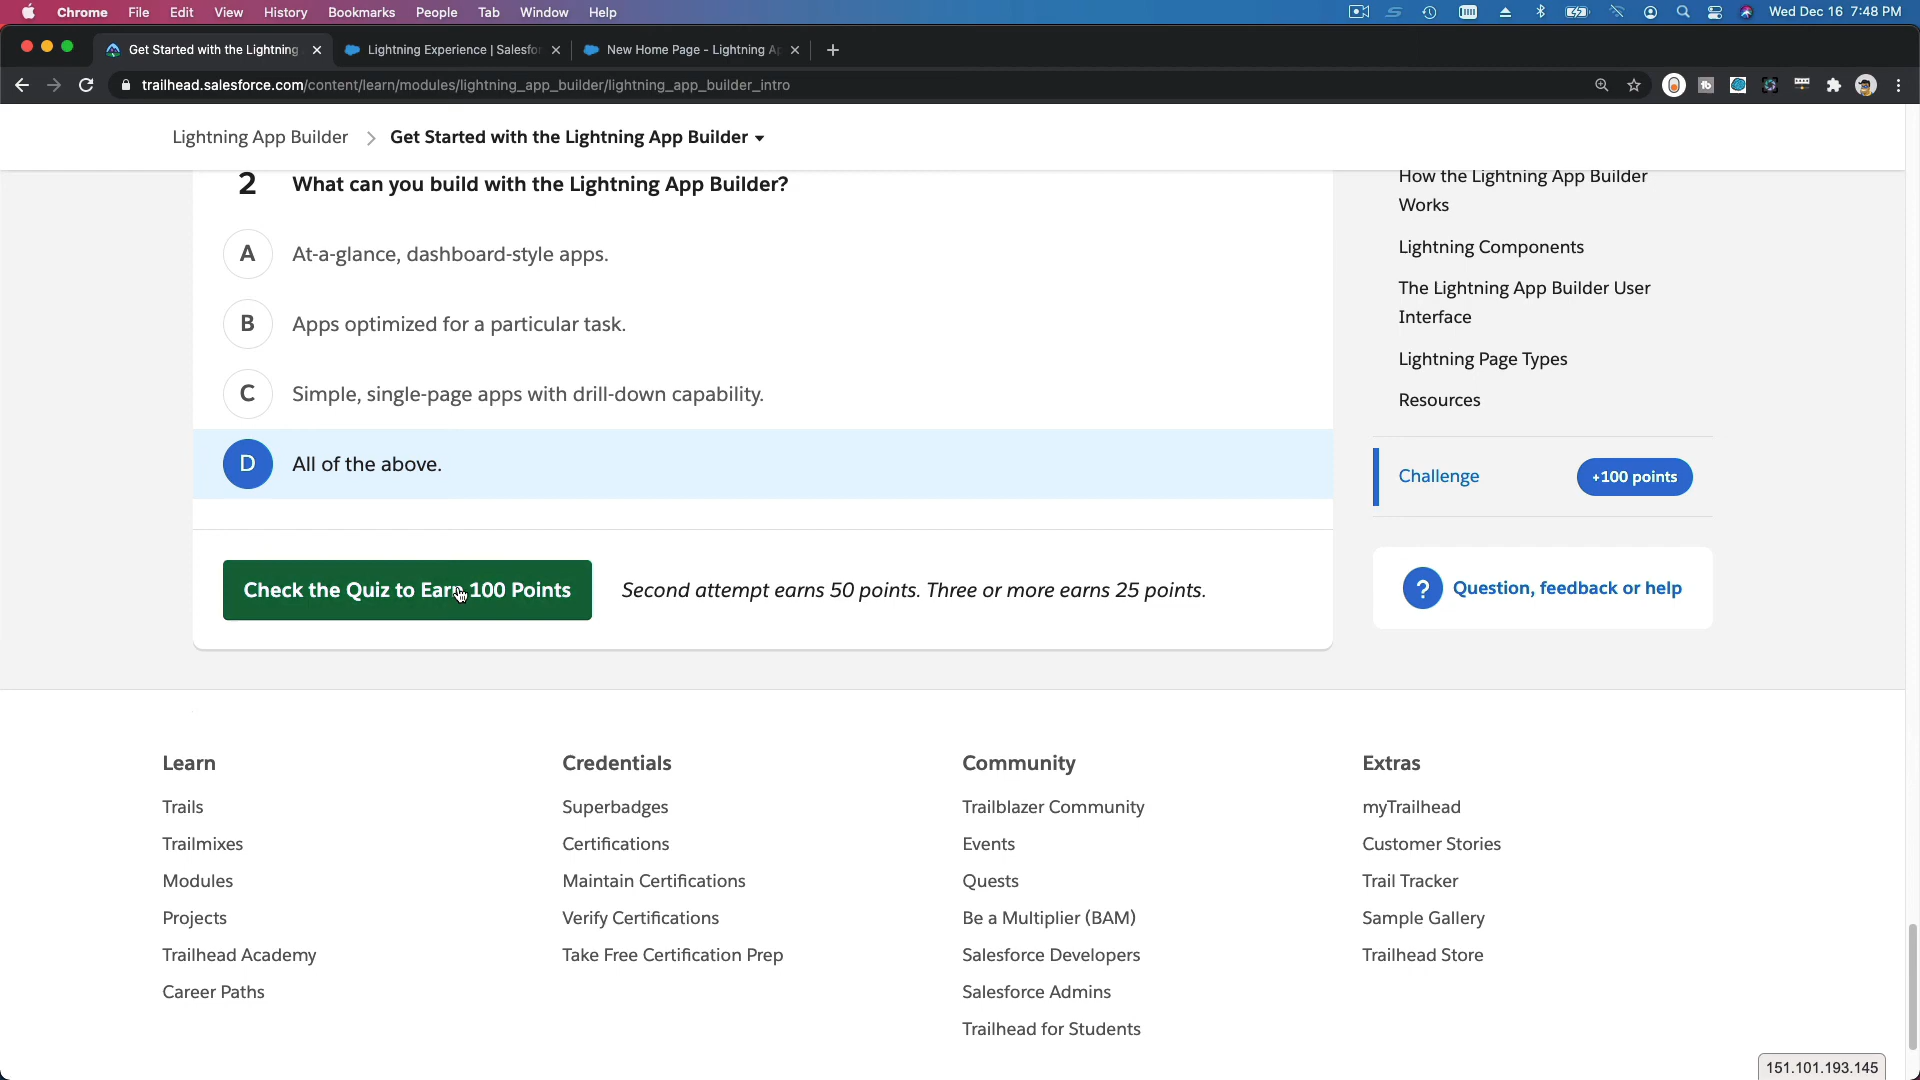 Chrome File Edit View History Bookmarks People Tab Window Help Wed Dec 16 7:48 PM
Get Started with the Lightning Lightning Experience | Salesfor New Home Page - Lightning Ap
trailhead.salesforce.com/content/learn/modules/lightning_app_builder/lightning_app_builder_intro
Lightning App Builder > Get Started with the Lightning App Builder
2 What can you build with the Lightning App Builder?
A At-a-glance, dashboard-style apps.
B Apps optimized for a particular task.
C Simple, single-page apps with drill-down capability.
D All of the above.
Check the Quiz to Earn 100 Points Second attempt earns 50 points. Three or more earns 25 points.
How the Lightning App Builder
Works
Lightning Components
The Lightning App Builder User
Interface
Lightning Page Types
Resources
Challenge +100 points
? Question, feedback or help
Learn
Trails
Trailmixes
Modules
Projects
Trailhead Academy
Career Paths
Credentials
Superbadges
Certifications
Maintain Certifications
Verify Certifications
Take Free Certification Prep
Community
Trailblazer Community
Events
Quests
Be a Multiplier (BAM)
Salesforce Developers
Salesforce Admins
Trailhead for Students
Extras
myTrailhead
Customer Stories
Trail Tracker
Sample Gallery
Trailhead Store
151.101.193.145